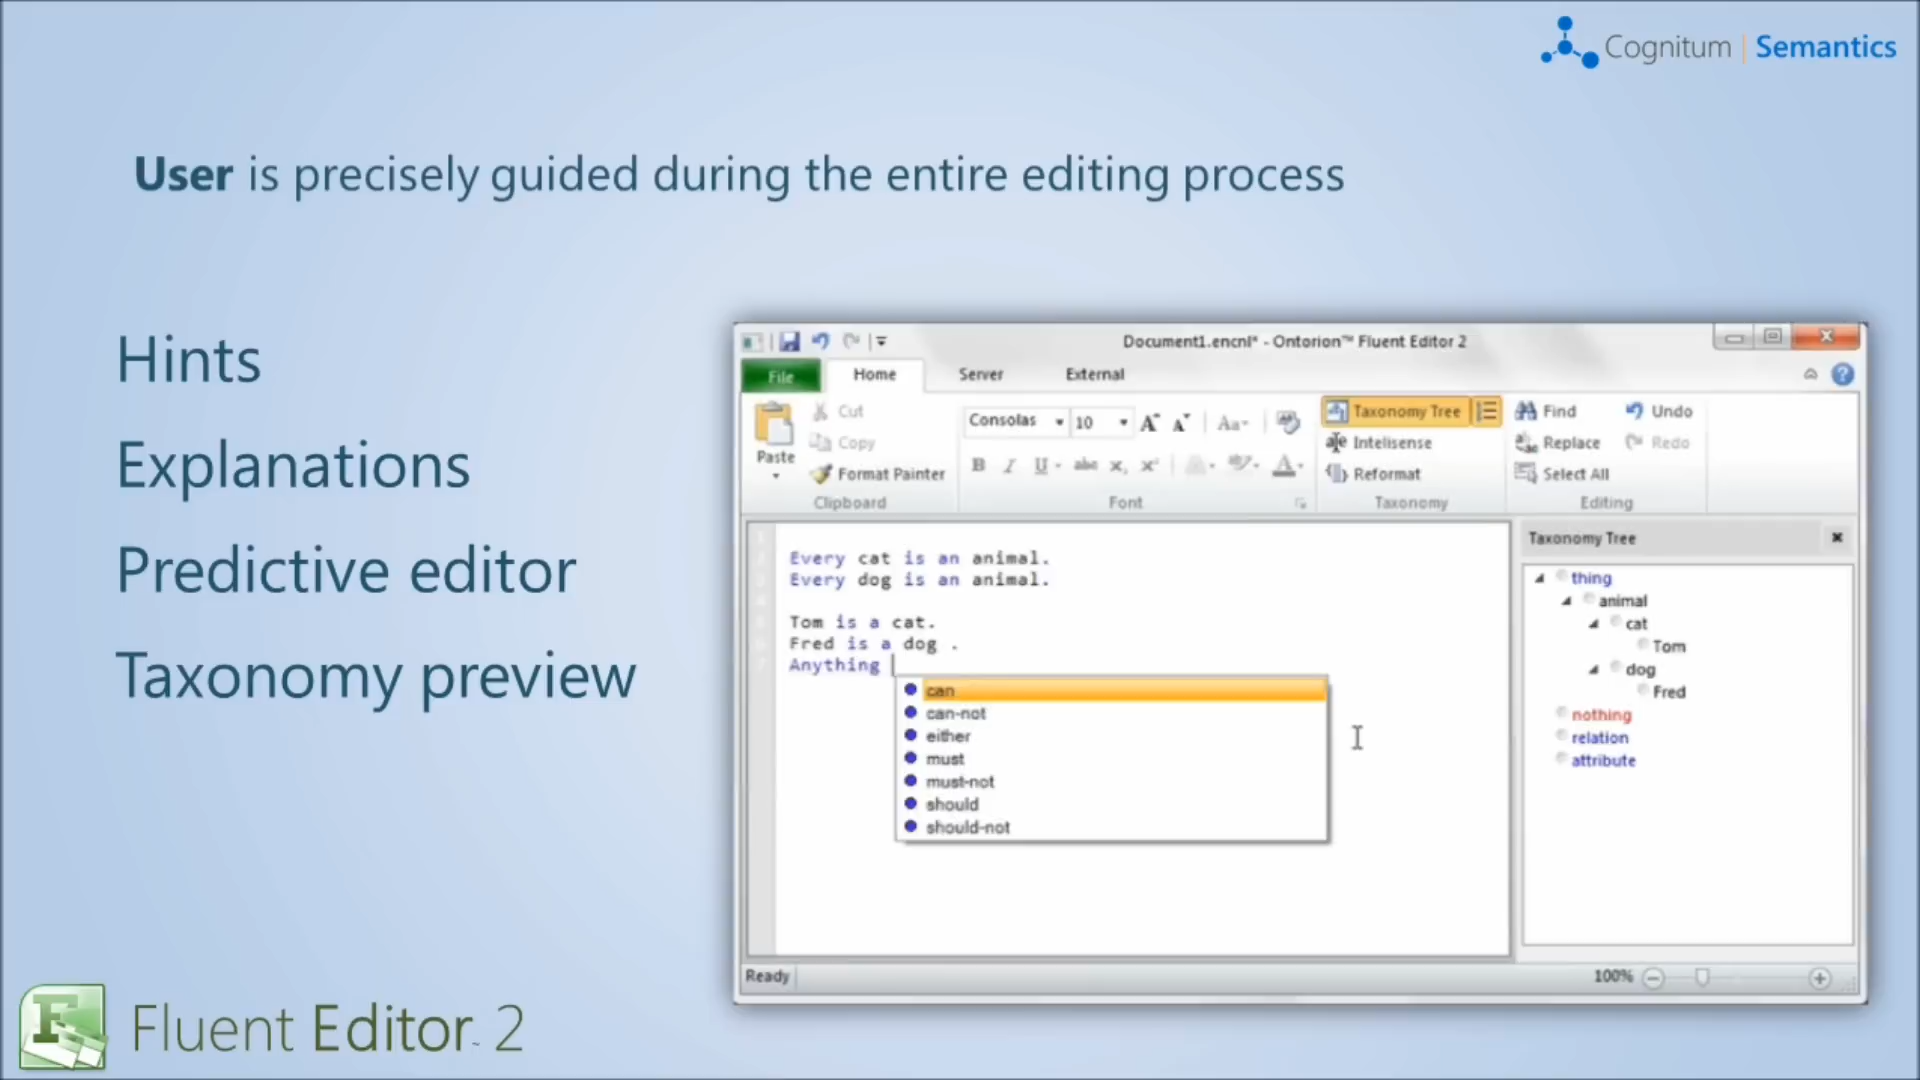 Cognitum | Semantics
User is precisely guided during the entire editing process
Hints
Explanations
Predictive editor
Taxonomy preview
Document1.encnl* - Ontorion™ Fluent Editor 2
File
Home
Server
External
Paste
Cut
Copy
Format Painter
Clipboard
Consolas
10
Aa
B I U abc x, x²
Font
Taxonomy Tree
Intelisense
Reformat
Taxonomy
Find
Replace
Select All
Undo
Redo
Editing
Every cat is an animal.
Every dog is an animal.
Tom is a cat.
Fred is a dog .
Anything
can
can-not
either
must
must-not
should
should-not
Taxonomy Tree
thing
animal
cat
Tom
dog
Fred
nothing
relation
attribute
Ready
100%
Fluent Editor 2